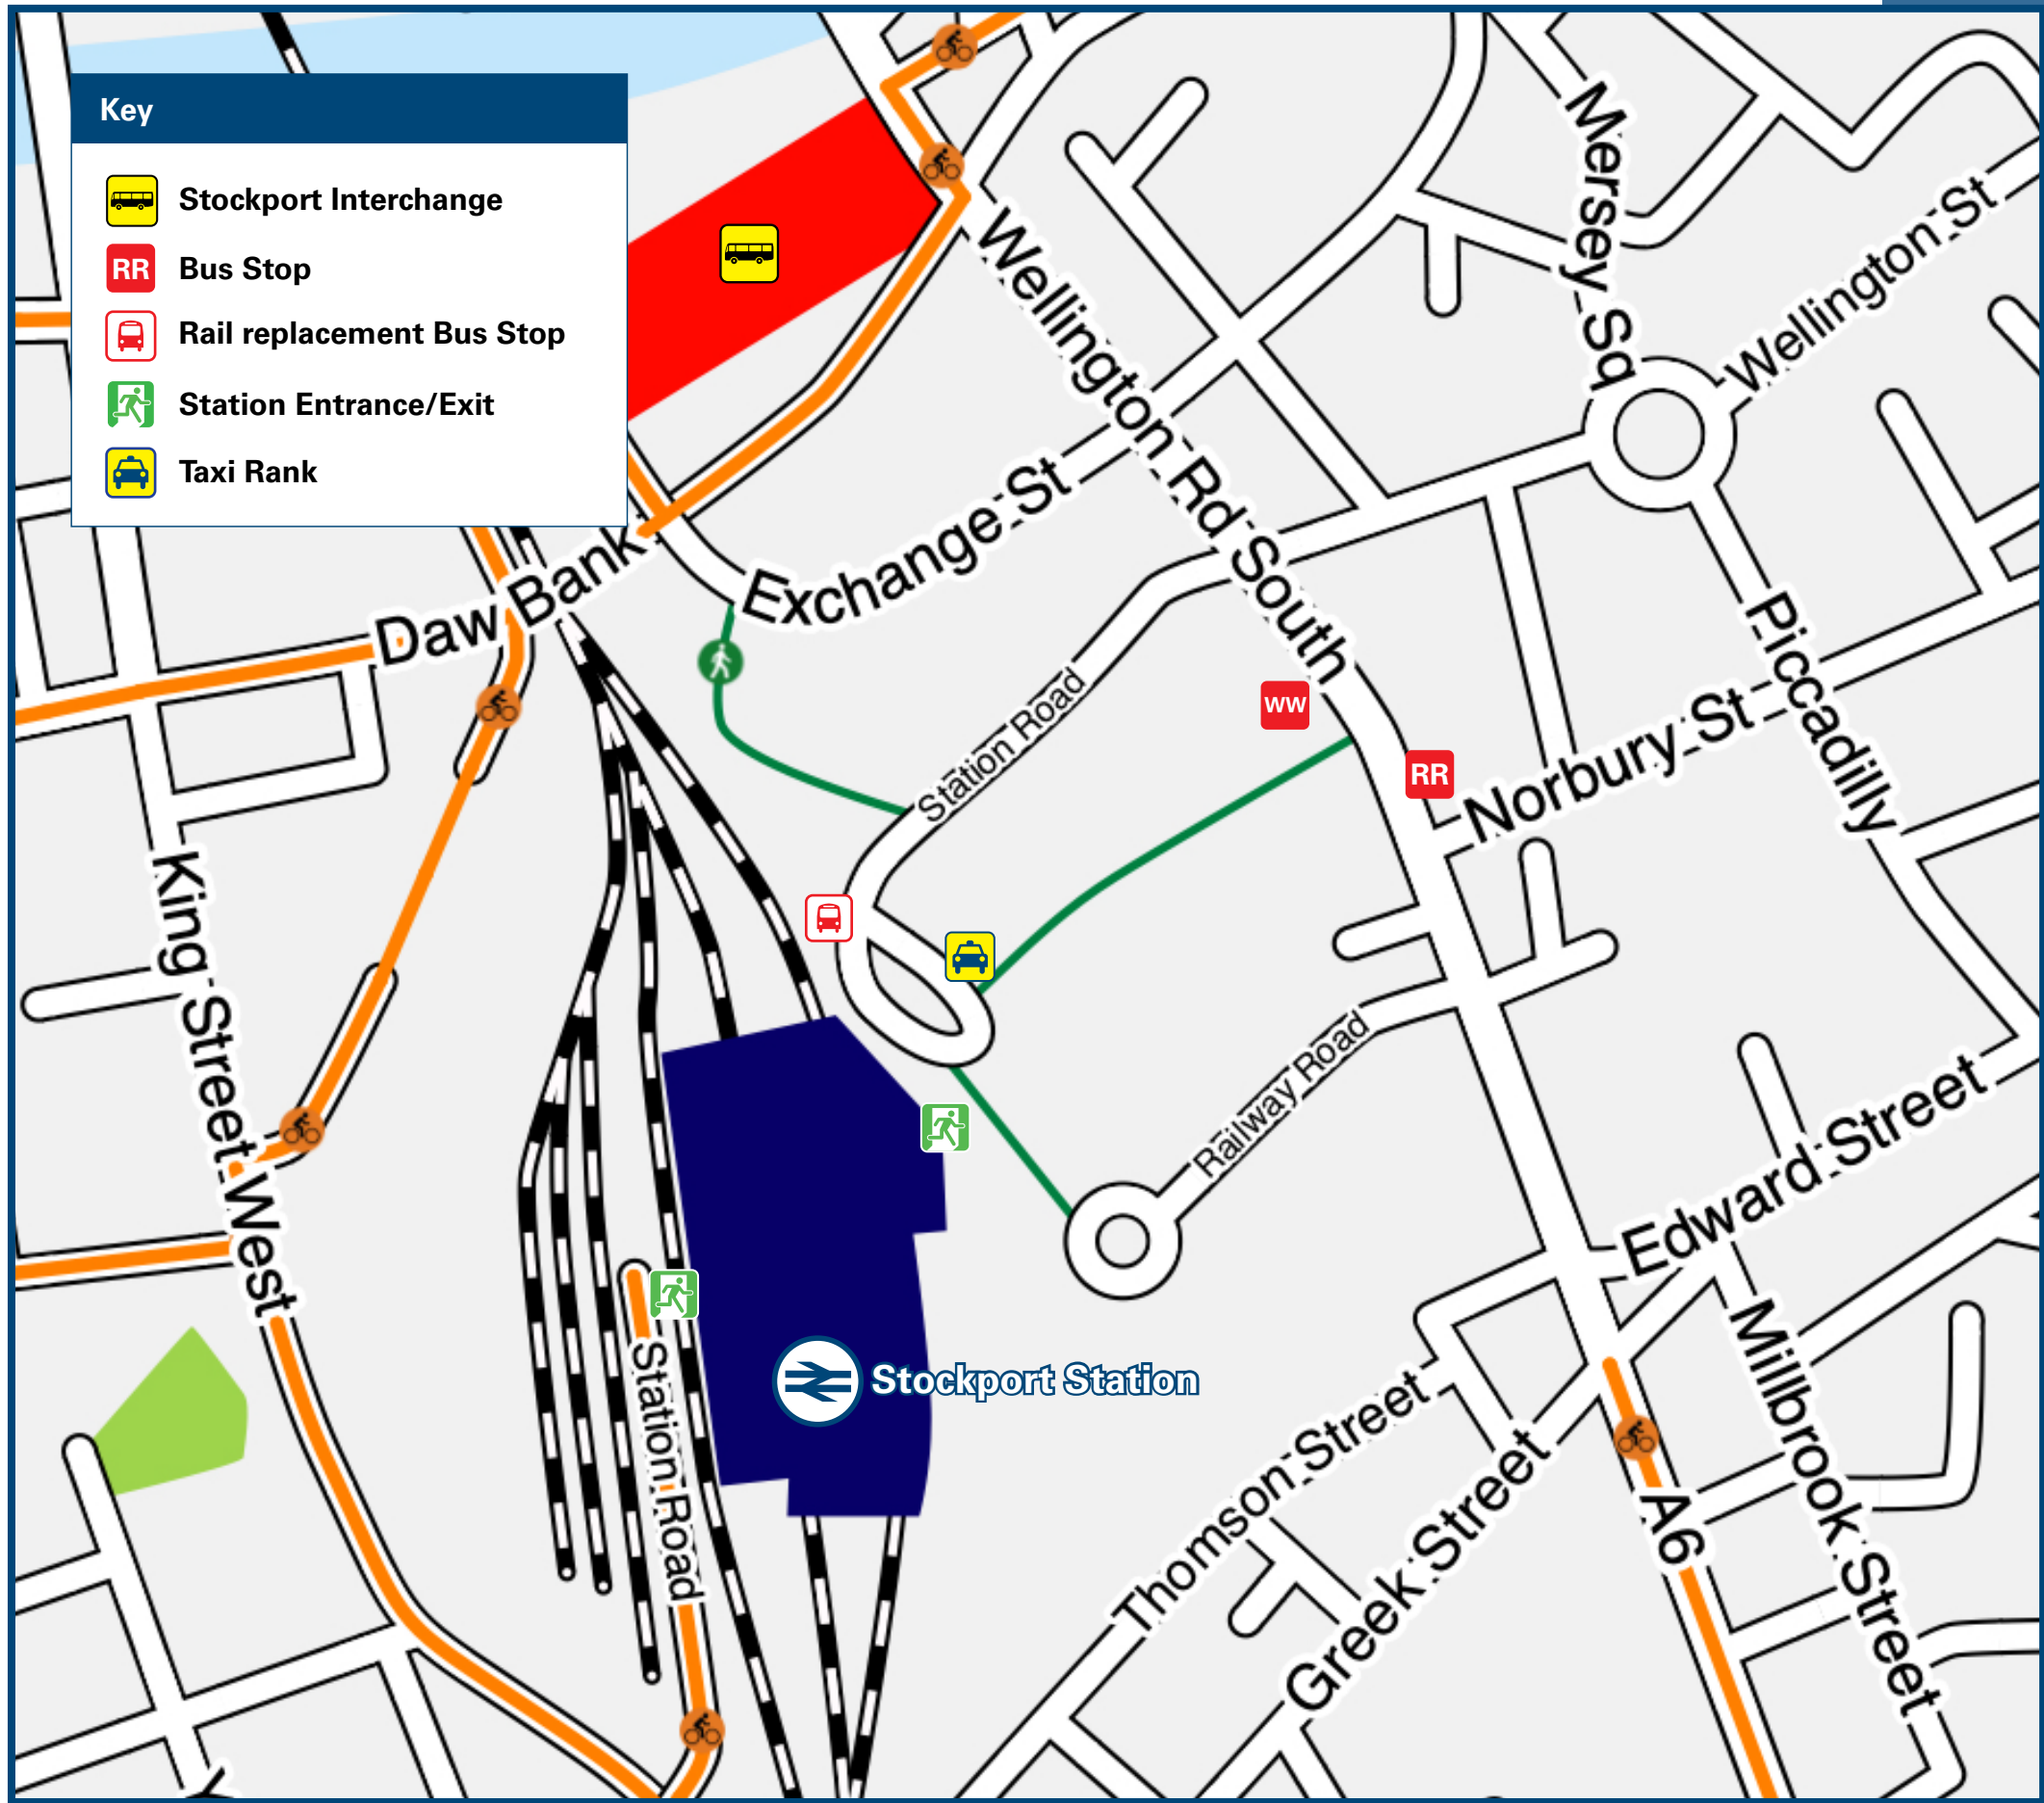 Key
Stockport Interchange
RR Bus Stop
Rail replacement Bus Stop
Station Entrance/Exit
Taxi Rank
Mersey Sq
Wellington St
Wellington Rd South
Exchange St
Daw Bank
Piccadilly
Station Road
WW
RR
Norbury St
King Street West
Railway Road
Edward Street
Stockport Station
Station Road
Millbrook Street
Thomson Street
Greek Street
A6